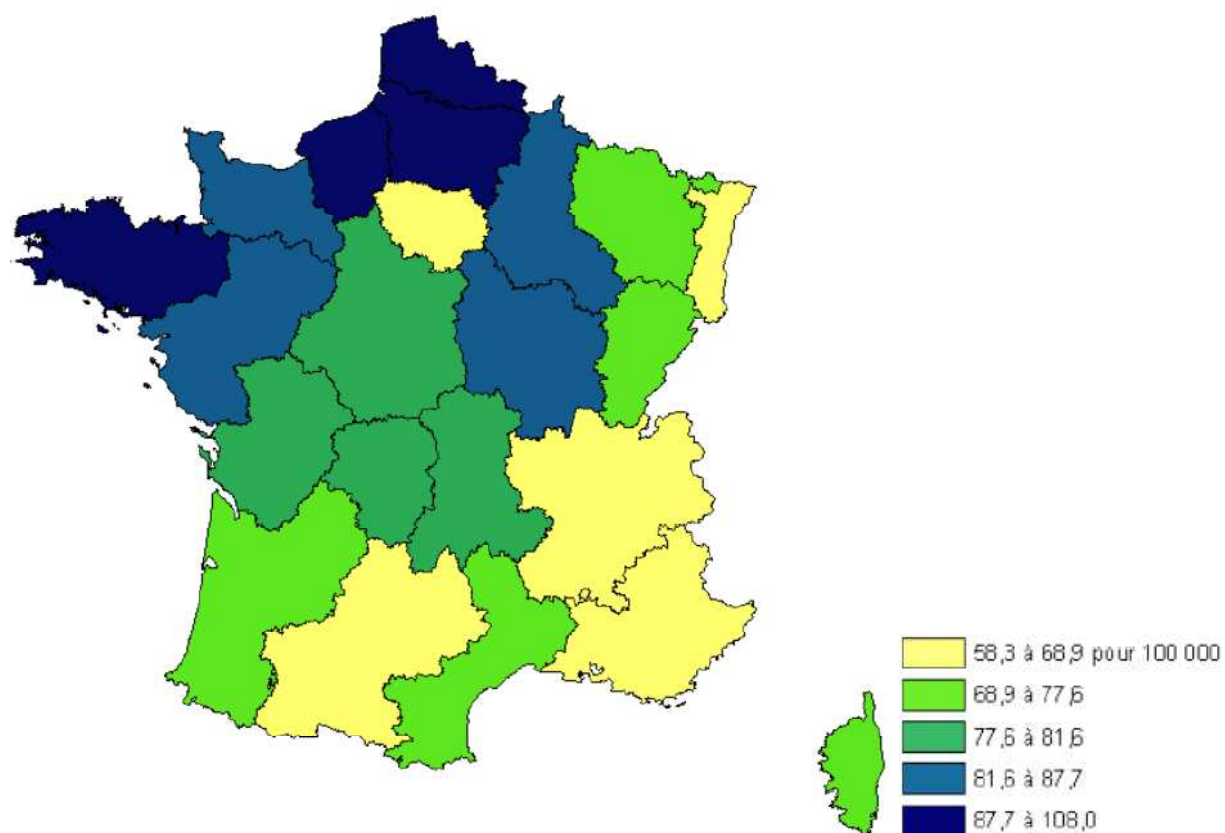 58,3 à 68,9 pour 100 000
68,9 à 77,6
77,6 à 81,6
81,6 à 87,7
87,7 à 108,0